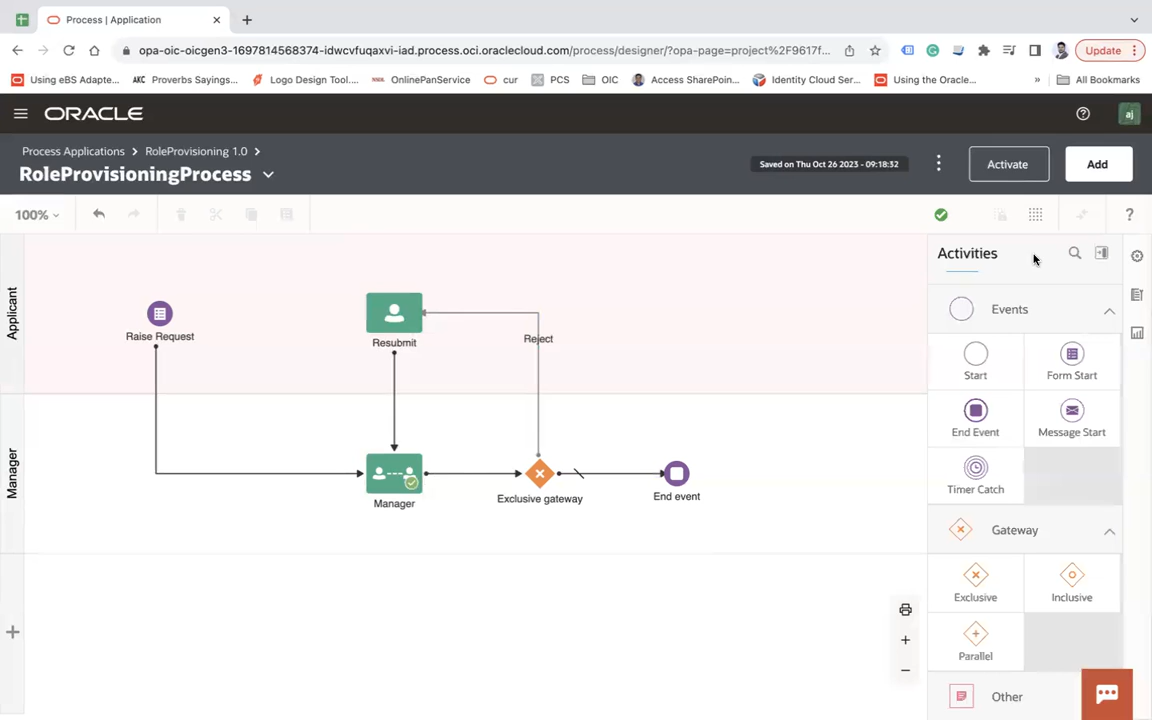 Process | Application
opa-oic-oicgen3-1697814568374-idwcvfuqaxvi-iad.process.oci.oraclecloud.com/process/designer/?opa-page=project%2F9617f...
Update
Using eBS Adapte...
AKC Proverbs Sayings...
Logo Design Tool....
OnlinePanService
cur
PCS
OIC
Access SharePoin...
Identity Cloud Ser...
Using the Oracle...
»
All Bookmarks
ORACLE
aj
Process Applications > RoleProvisioning 1.0 >
RoleProvisioningProcess
Saved on Thu Oct 26 2023 - 09:18:32
Activate
Add
100%
?
Applicant
Raise Request
Resubmit
Reject
Manager
Manager
Exclusive gateway
End event
Activities
Events
Start
Form Start
End Event
Message Start
Timer Catch
Gateway
Exclusive
Inclusive
Parallel
Other